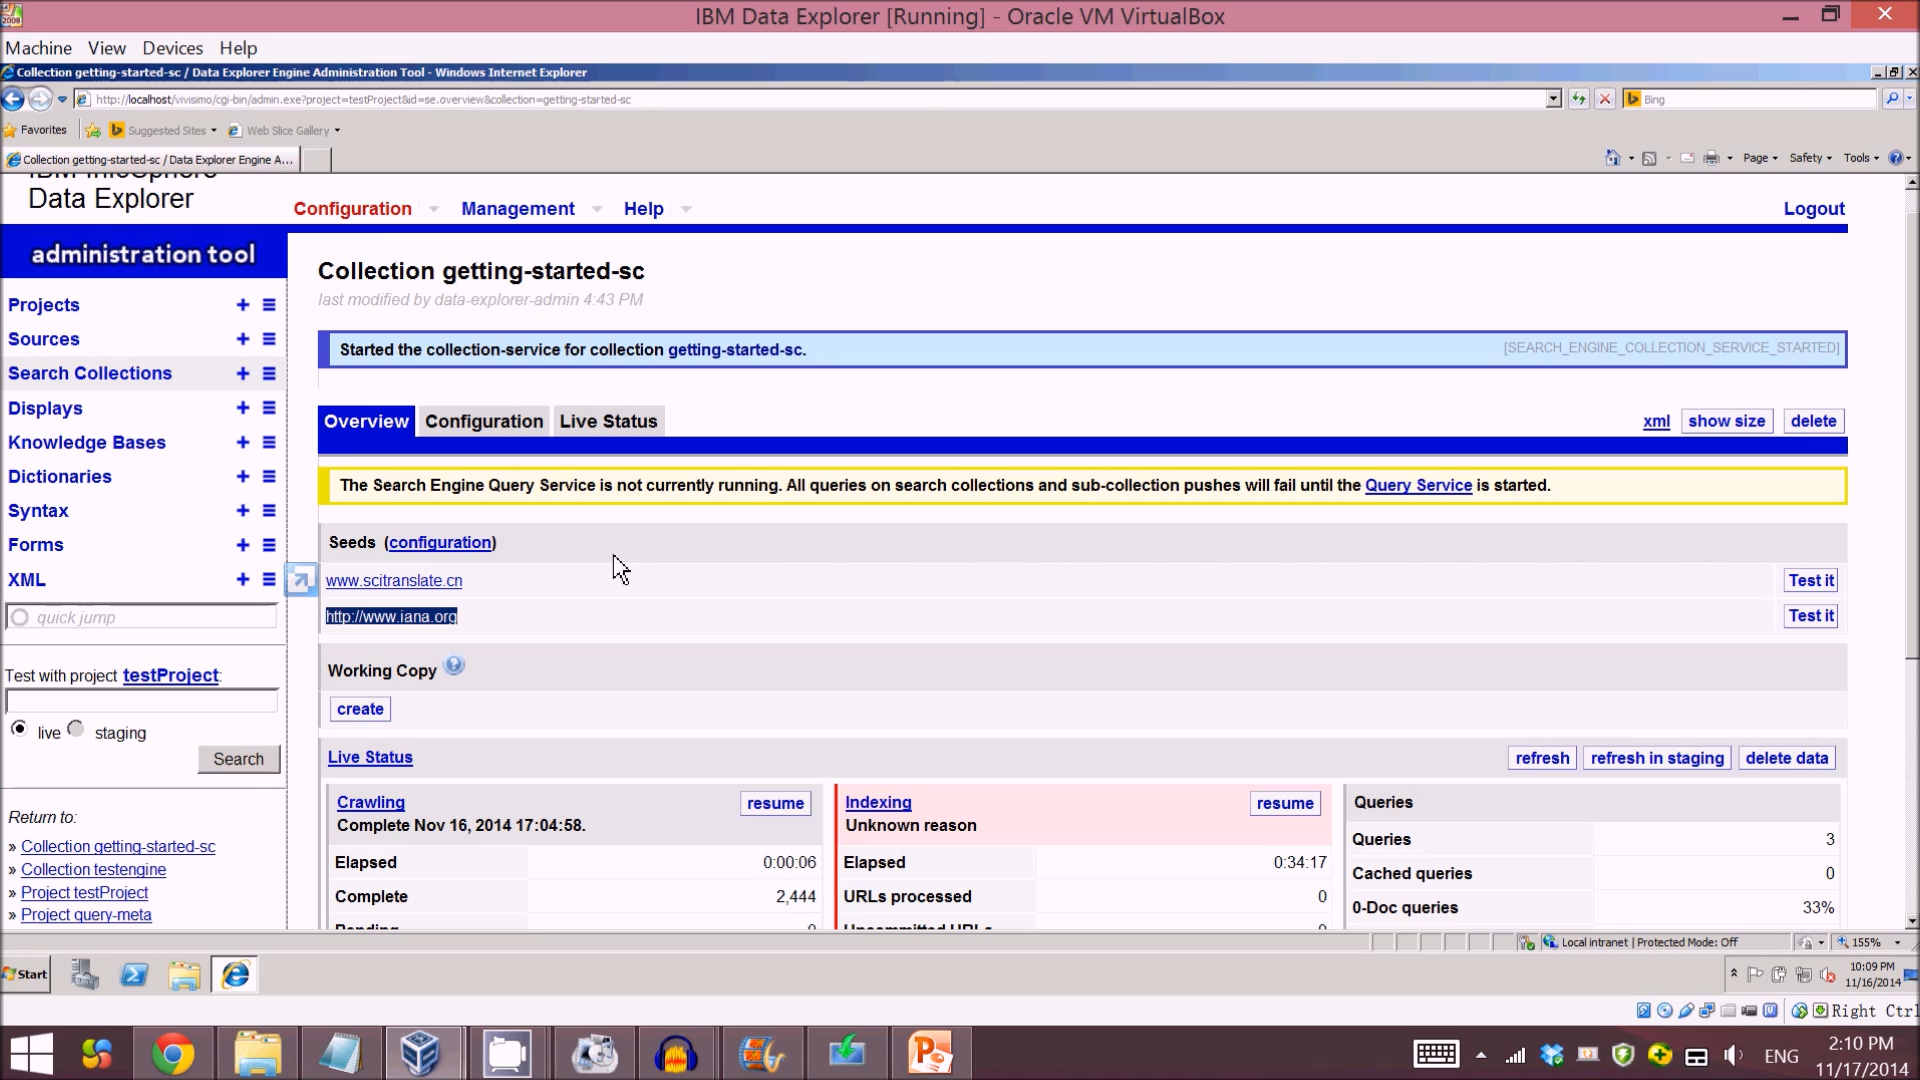 IBM Data Explorer [Running] - Oracle VM VirtualBox
Machine View Devices Help
Collection getting-started-sc / Data Explorer Engine Administration Tool - Windows Internet Explorer
http://localhost/vivisimo/cgi-bin/admin.exe?project=testProject&id=se.overview&collection=getting-started-sc
Bing
Favorites Suggested Sites Web Slice Gallery
Collection getting-started-sc / Data Explorer Engine A...
Page Safety Tools
IBM InfoSphere
Data Explorer
Configuration Management Help Logout
administration tool
Projects
Sources
Search Collections
Displays
Knowledge Bases
Dictionaries
Syntax
Forms
XML
quick jump
Test with project testProject:
live staging
Search
Return to:
» Collection getting-started-sc
» Collection testengine
» Project testProject
» Project query-meta
Collection getting-started-sc
last modified by data-explorer-admin 4:43 PM
Started the collection-service for collection getting-started-sc.
[SEARCH_ENGINE_COLLECTION_SERVICE_STARTED]
Overview Configuration Live Status
xml show size delete
The Search Engine Query Service is not currently running. All queries on search collections and sub-collection pushes will fail until the Query Service is started.
Seeds (configuration)
www.scitranslate.cn Test it
http://www.iana.org Test it
Working Copy
create
Live Status refresh refresh in staging delete data
Crawling resume
Complete Nov 16, 2014 17:04:58.
Elapsed 0:00:06
Complete 2,444
Pending 0
Indexing resume
Unknown reason
Elapsed 0:34:17
URLs processed 0
Uncommitted URLs 0
Queries
Queries 3
Cached queries 0
0-Doc queries 33%
Local intranet | Protected Mode: Off 155%
Start
10:09 PM
11/16/2014
Right Ctrl
ENG
2:10 PM
11/17/2014